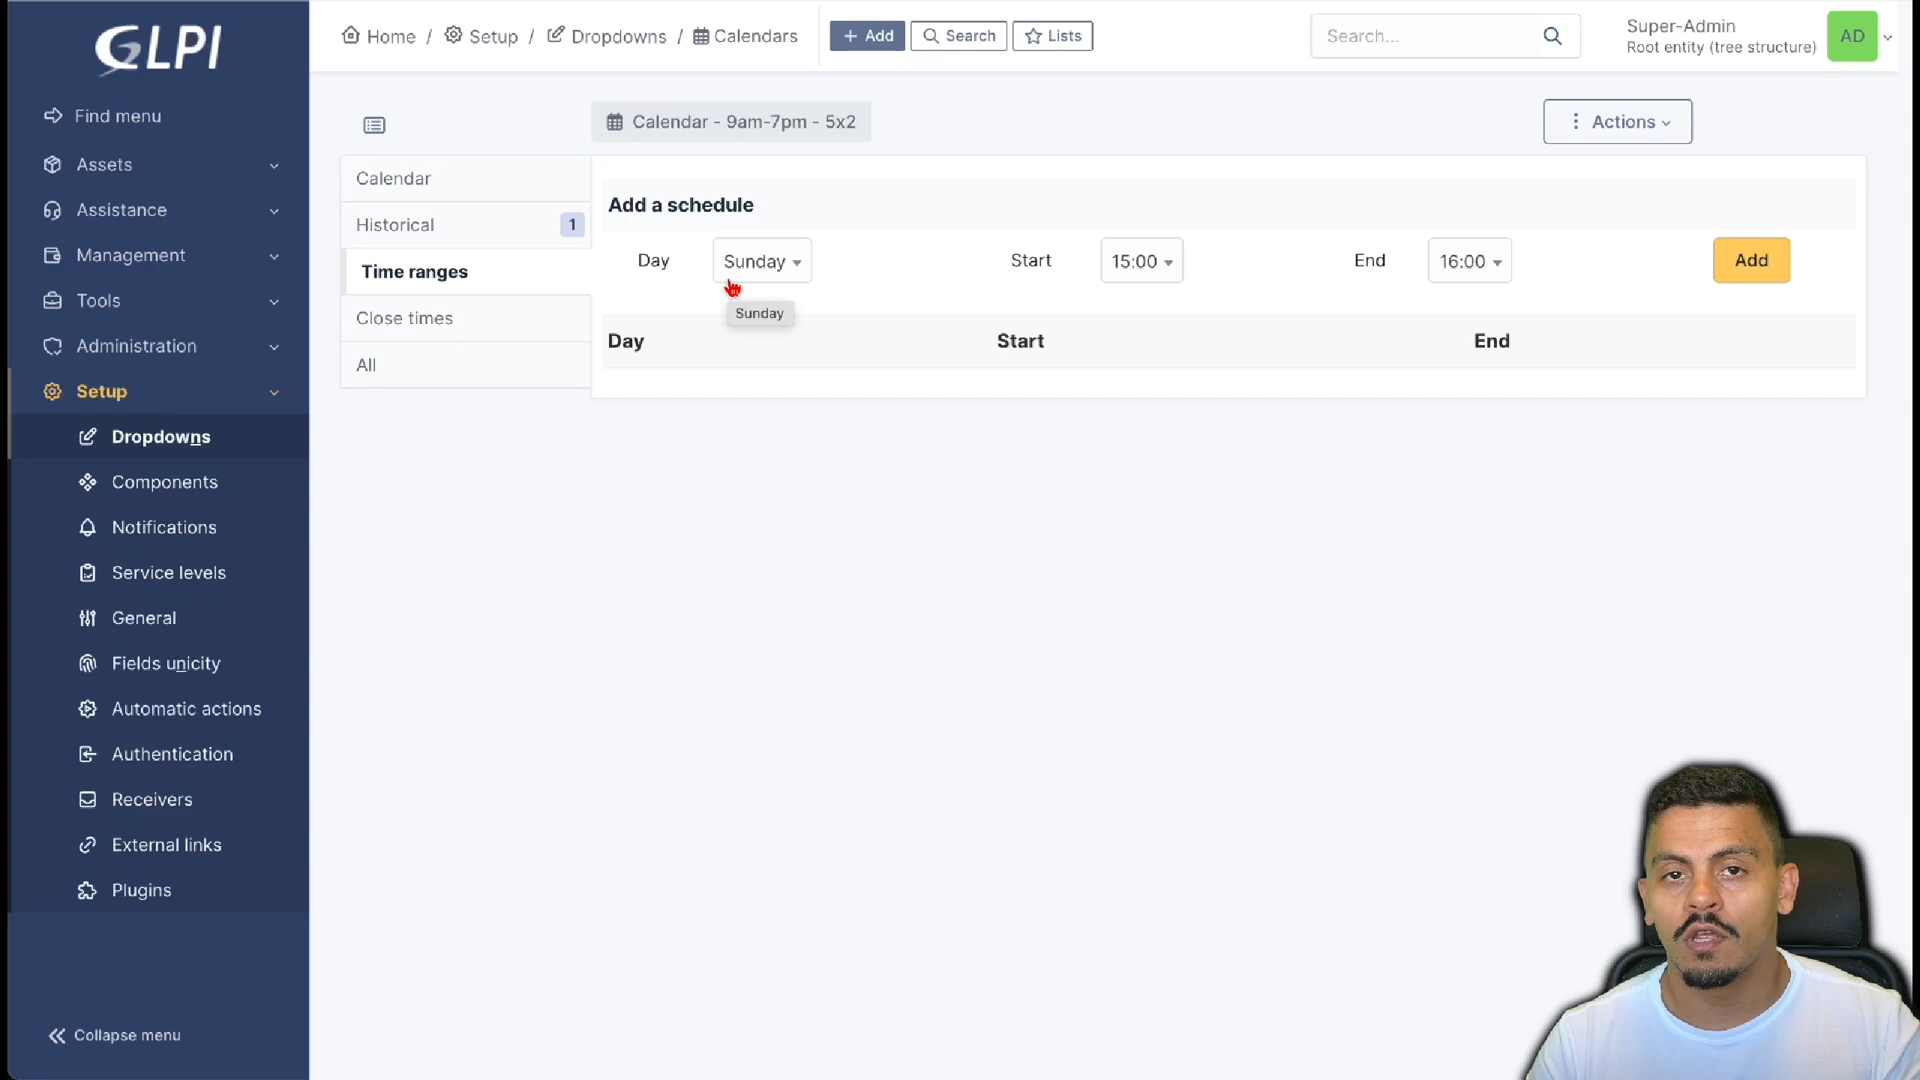 GLPI
Find menu
Assets
Assistance
Management
Tools
Administration
Setup
Dropdowns
Components
Notifications
Service levels
General
Fields unicity
Automatic actions
Authentication
Receivers
External links
Plugins
Collapse menu
Home / Setup / Dropdowns / Calendars
+ Add
Search
Lists
Search...
Super-Admin
Root entity (tree structure)
AD
Calendar - 9am-7pm - 5x2
Actions
Calendar
Historical 1
Time ranges
Close times
All
Add a schedule
Day Sunday Start 15:00 End 16:00 Add
Sunday
Day Start End